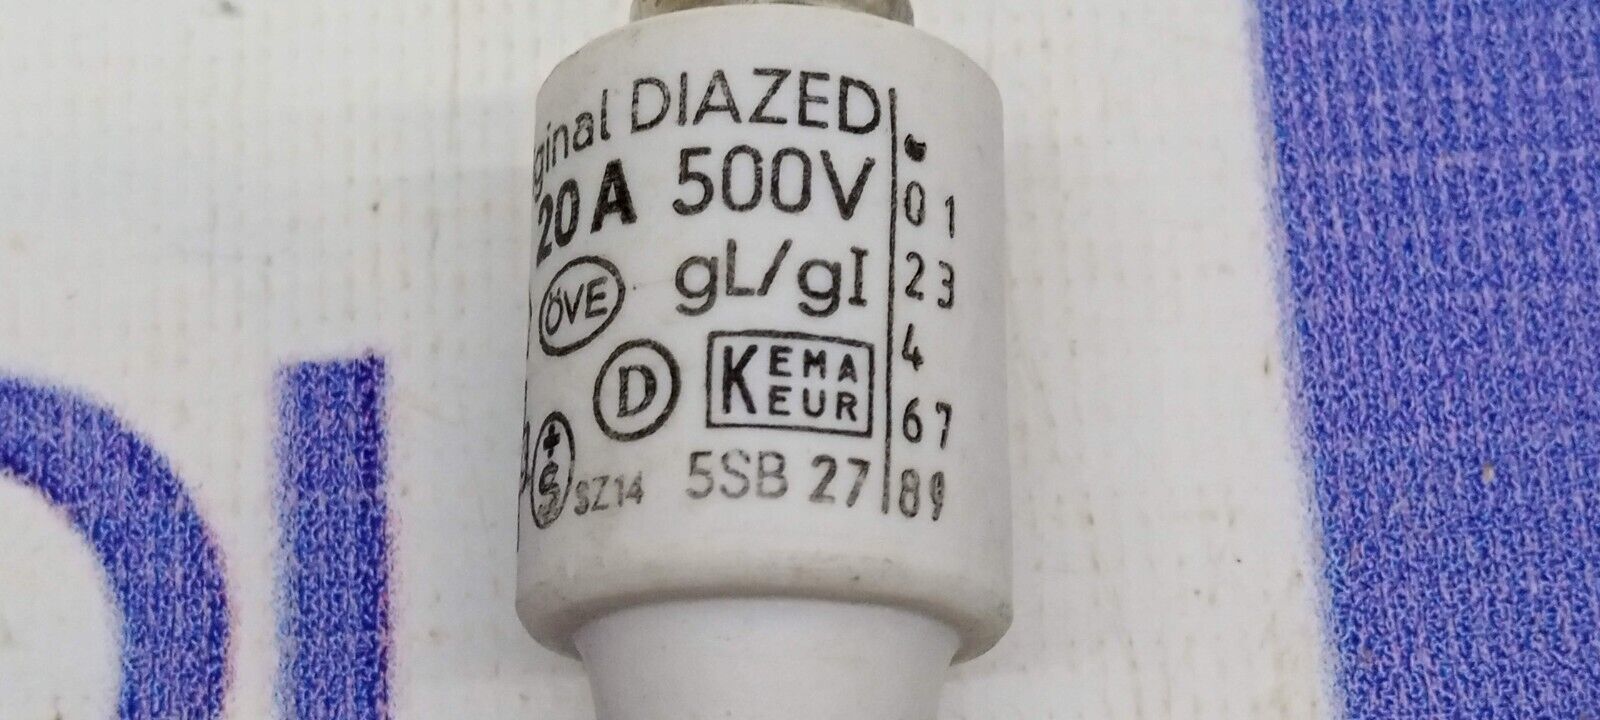 ginal DIAZED
20A 500V
ÖVE gL/gI
D KEMA KEUR
+S SZ14 5SB 27
0 1
2 3
4
6 7
8 9